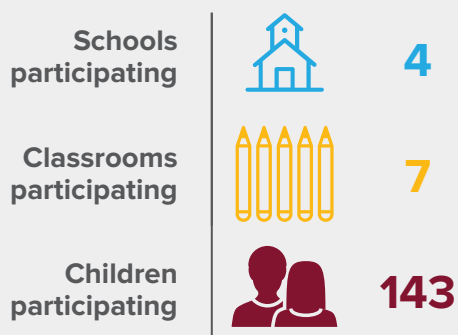 Schools
participating
4
Classrooms
participating
7
Children
participating
143